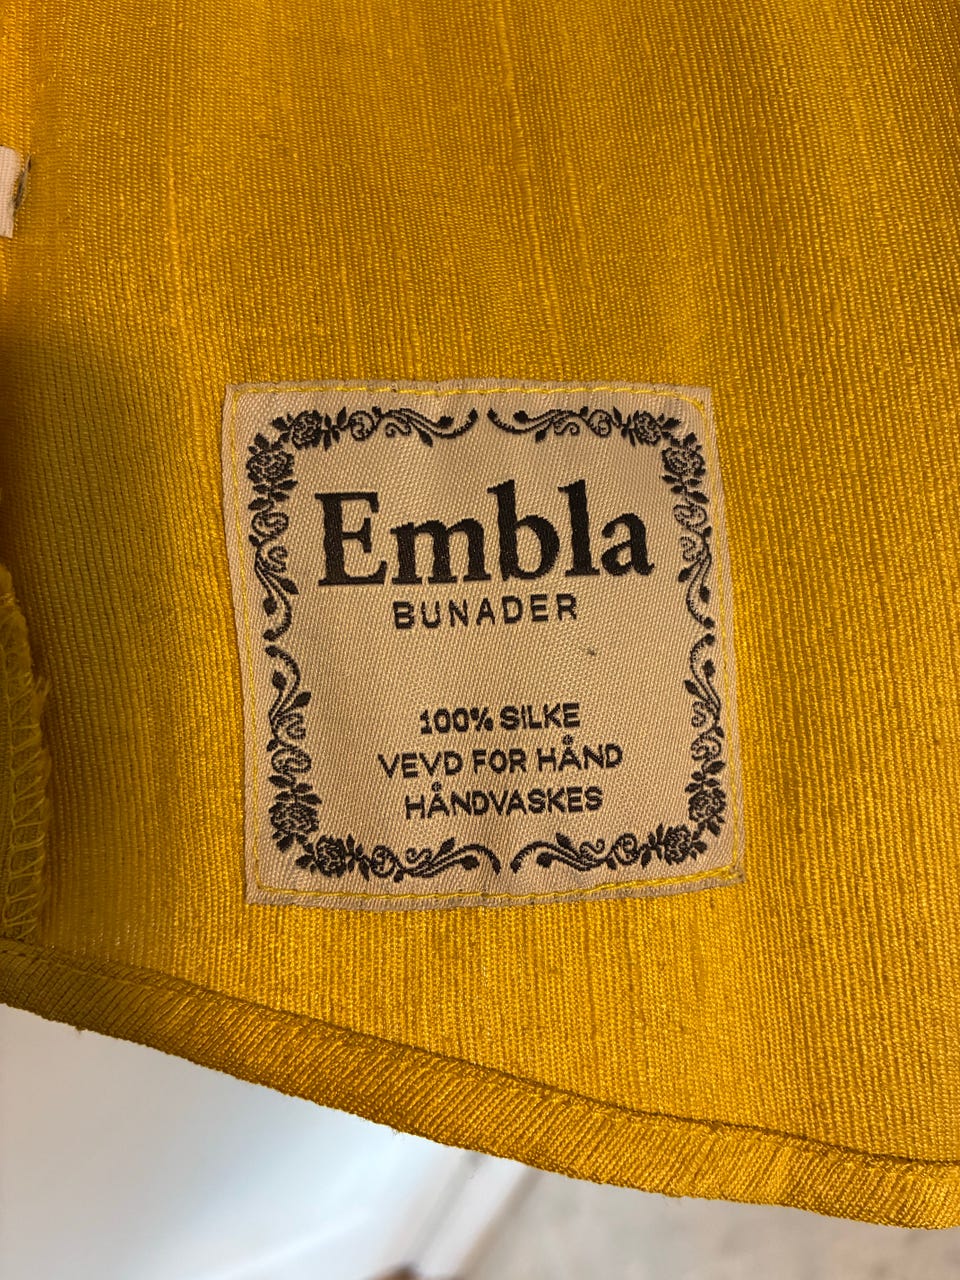 Embla
BUNADER
100% SILKE
VEVD FOR HÅND
HÅNDVASKES